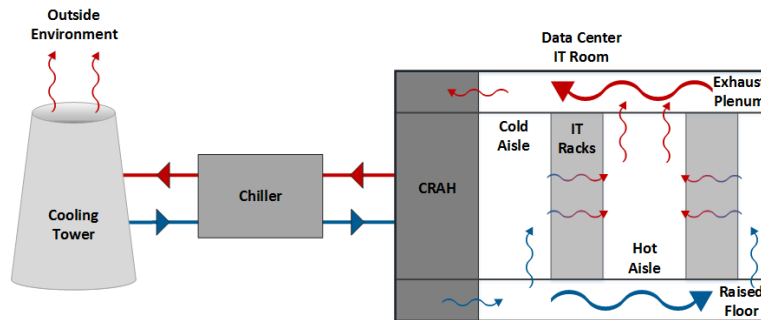 Outside
Environment
Data Center
IT Room
Exhaust
Plenum
Cold
Aisle
IT
Racks
Chiller
CRAH
Cooling
Tower
Hot
Aisle
Raised
Floor